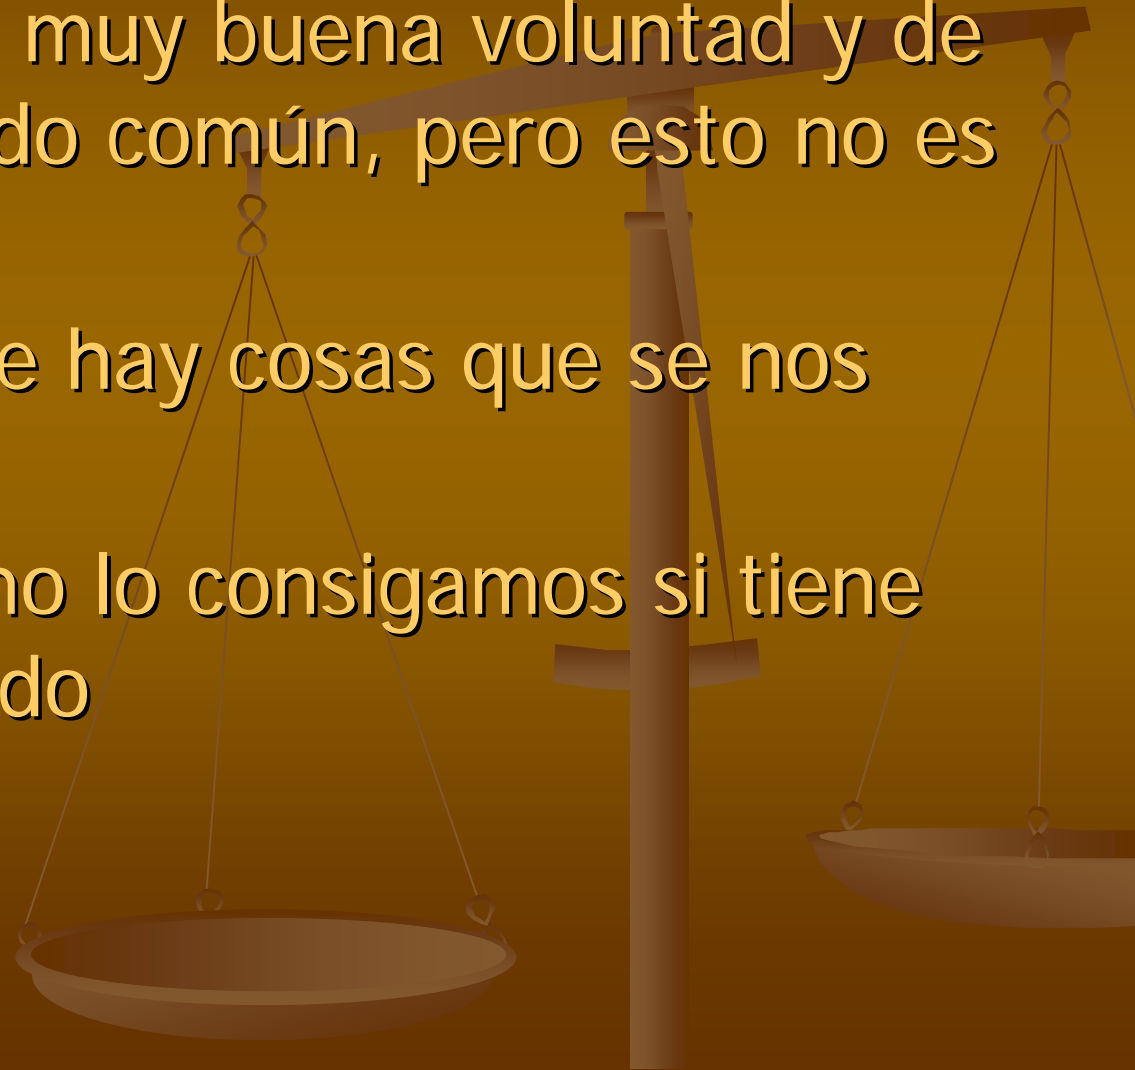 muy buena voluntad y de
do común, pero esto no es
e hay cosas que se nos
no lo consigamos si tiene
do